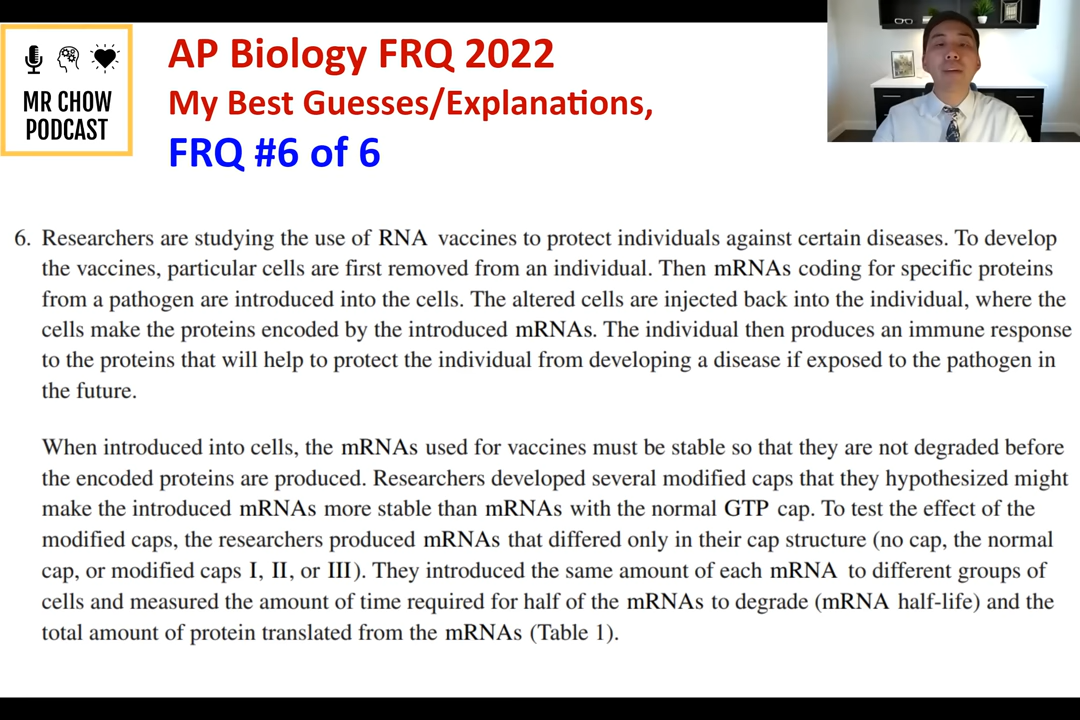 MR CHOW
PODCAST
AP Biology FRQ 2022
My Best Guesses/Explanations,
FRQ #6 of 6
6. Researchers are studying the use of RNA vaccines to protect individuals against certain diseases. To develop
the vaccines, particular cells are first removed from an individual. Then mRNAs coding for specific proteins
from a pathogen are introduced into the cells. The altered cells are injected back into the individual, where the
cells make the proteins encoded by the introduced mRNAs. The individual then produces an immune response
to the proteins that will help to protect the individual from developing a disease if exposed to the pathogen in
the future.
When introduced into cells, the mRNAs used for vaccines must be stable so that they are not degraded before
the encoded proteins are produced. Researchers developed several modified caps that they hypothesized might
make the introduced mRNAs more stable than mRNAs with the normal GTP cap. To test the effect of the
modified caps, the researchers produced mRNAs that differed only in their cap structure (no cap, the normal
cap, or modified caps I, II, or III). They introduced the same amount of each mRNA to different groups of
cells and measured the amount of time required for half of the mRNAs to degrade (mRNA half-life) and the
total amount of protein translated from the mRNAs (Table 1).